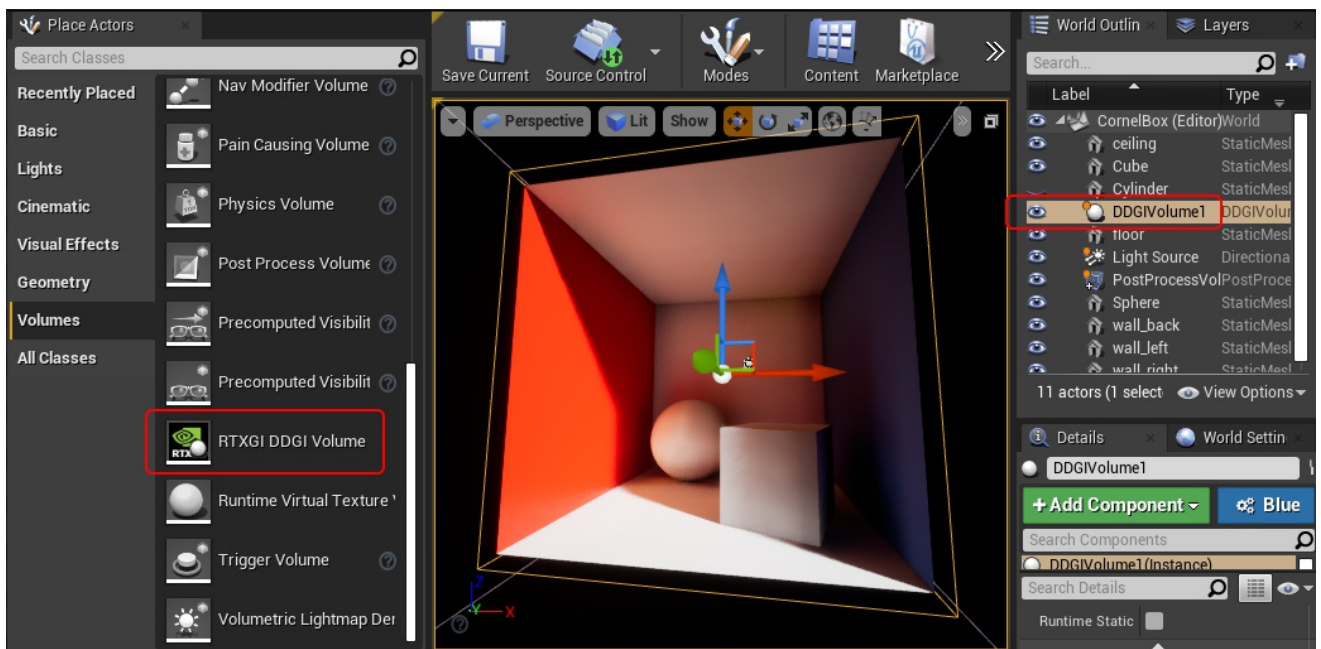 Place Actors
Search Classes
Recently Placed
Basic
Lights
Cinematic
Visual Effects
Geometry
Volumes
All Classes
Nav Modifier Volume
Pain Causing Volume
Physics Volume
Post Process Volume
Precomputed Visibilit
Precomputed Visibilit
RTX
RTXGI DDGI Volume
Runtime Virtual Texture
Trigger Volume
Volumetric Lightmap Der
Save Current
Source Control
Modes
Content
Marketplace
Perspective
Lit
Show
Z
Y
X
World Outlin
Layers
Search...
Label Type
CornelBox (Editor) World
ceiling StaticMesl
Cube StaticMesl
Cylinder StaticMesl
DDGIVolume1 DDGIVolur
floor StaticMesl
Light Source Directiona
PostProcessVol PostProce
Sphere StaticMesl
wall_back StaticMesl
wall_left StaticMesl
wall_right StaticMesl
11 actors (1 select View Options
Details
World Settin
DDGIVolume1
+Add Component
Blue
Search Components
DDGIVolume1(Instance)
Search Details
Runtime Static